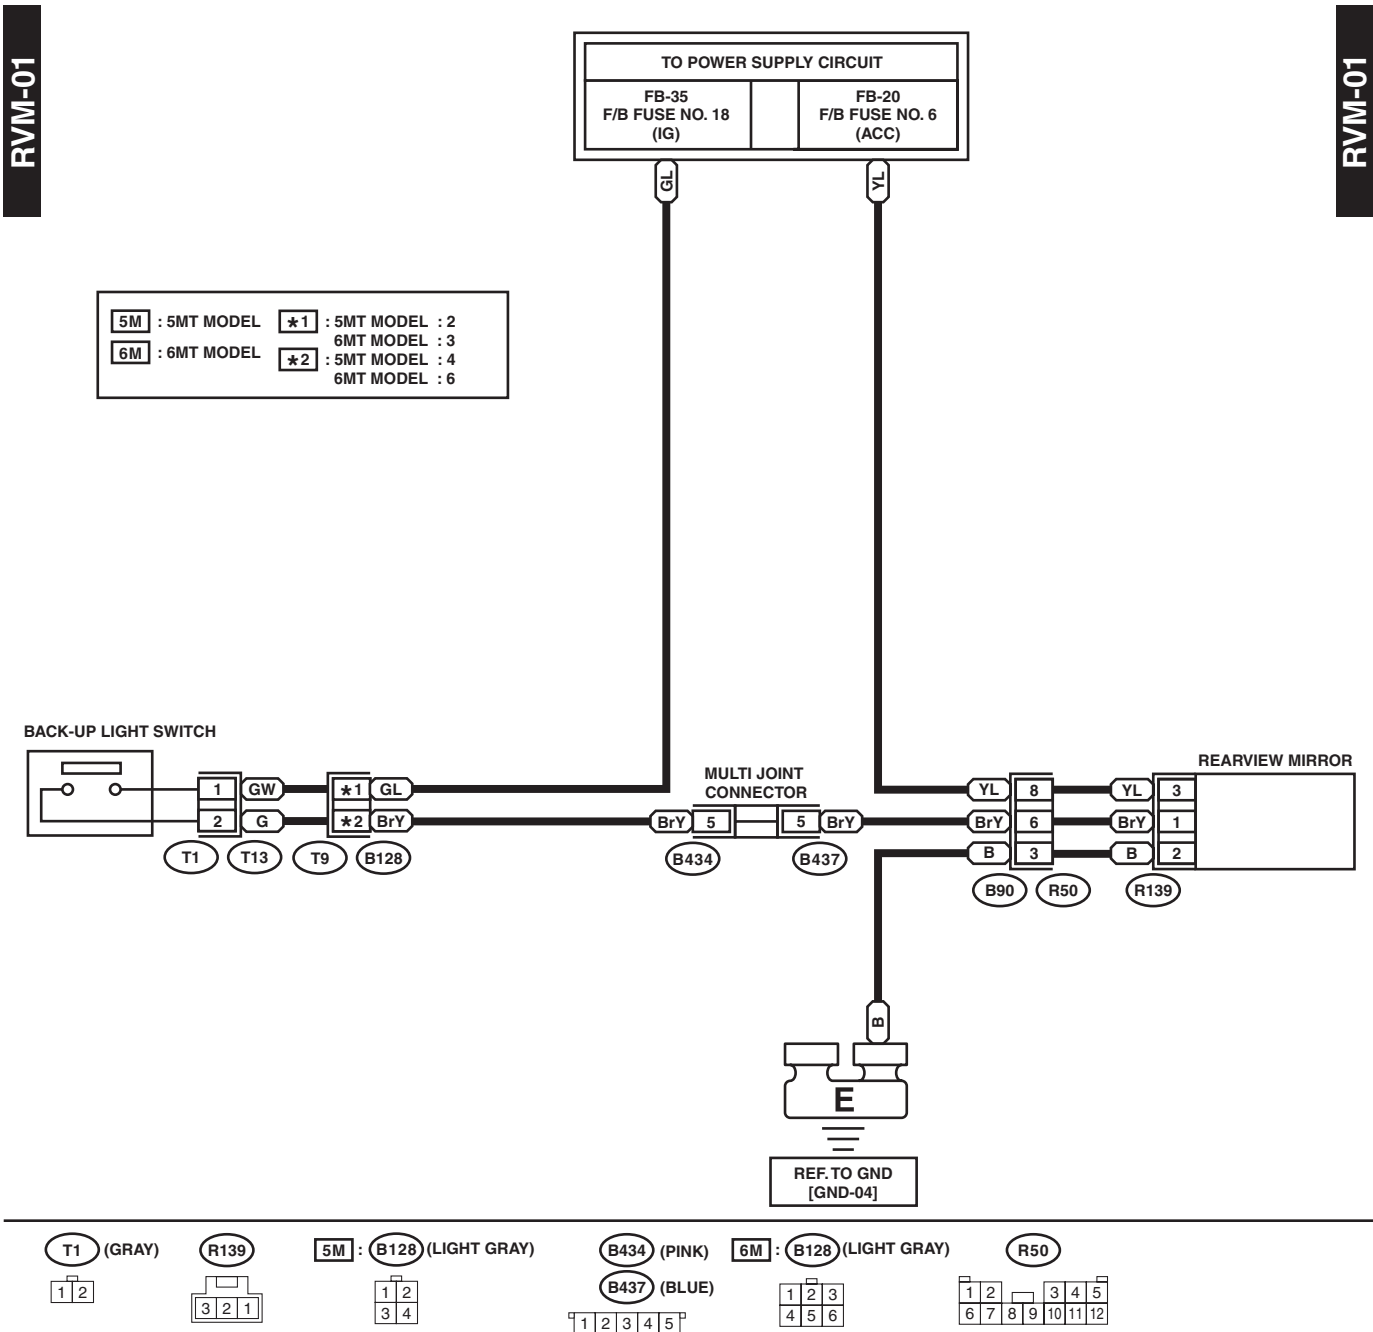 RVM-01
RVM-01
TO POWER SUPPLY CIRCUIT
FB-35
F/B FUSE NO. 18
(IG)
FB-20
F/B FUSE NO. 6
(ACC)
GL
YL
5M : 5MT MODEL
6M : 6MT MODEL
*1 : 5MT MODEL : 2
6MT MODEL : 3
*2 : 5MT MODEL : 4
6MT MODEL : 6
BACK-UP LIGHT SWITCH
1 GW *1 GL
2 G *2 BrY
T1 T13 T9 B128
MULTI JOINT
CONNECTOR
BrY 5 5 BrY
B434 B437
REARVIEW MIRROR
YL 8 YL 3
BrY 6 BrY 1
B 3 B 2
B90 R50 R139
B
E
REF. TO GND
[GND-04]
T1 (GRAY)
1 2
R139
3 2 1
5M : B128 (LIGHT GRAY)
1 2
3 4
B434 (PINK)
B437 (BLUE)
1 2 3 4 5
6M : B128 (LIGHT GRAY)
1 2 3
4 5 6
R50
1 2 3 4 5
6 7 8 9 10 11 12